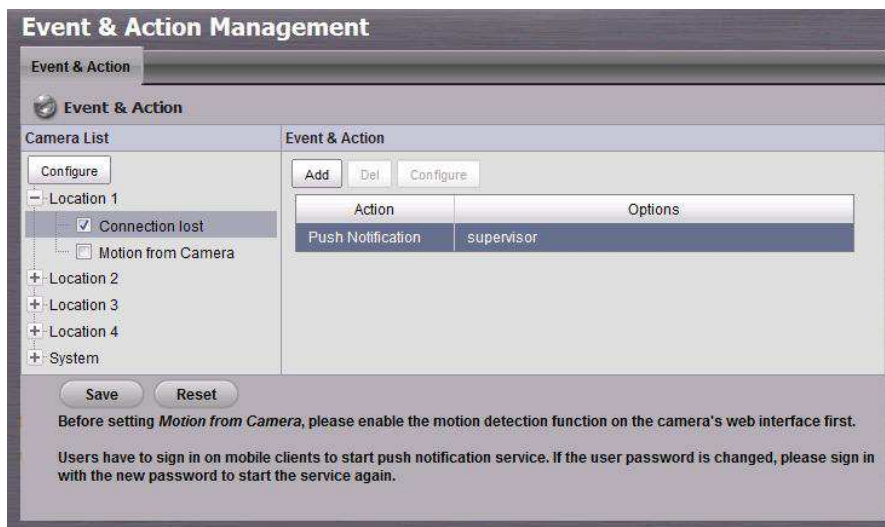 Event & Action Management
Event & Action
Event & Action
Camera List
Event & Action
Configure
Add
Del
Configure
Location 1
Connection lost
Motion from Camera
Location 2
Location 3
Location 4
System
Action
Options
Push Notification
supervisor
Save
Reset
Before setting Motion from Camera, please enable the motion detection function on the camera's web interface first.
Users have to sign in on mobile clients to start push notification service. If the user password is changed, please sign in
with the new password to start the service again.